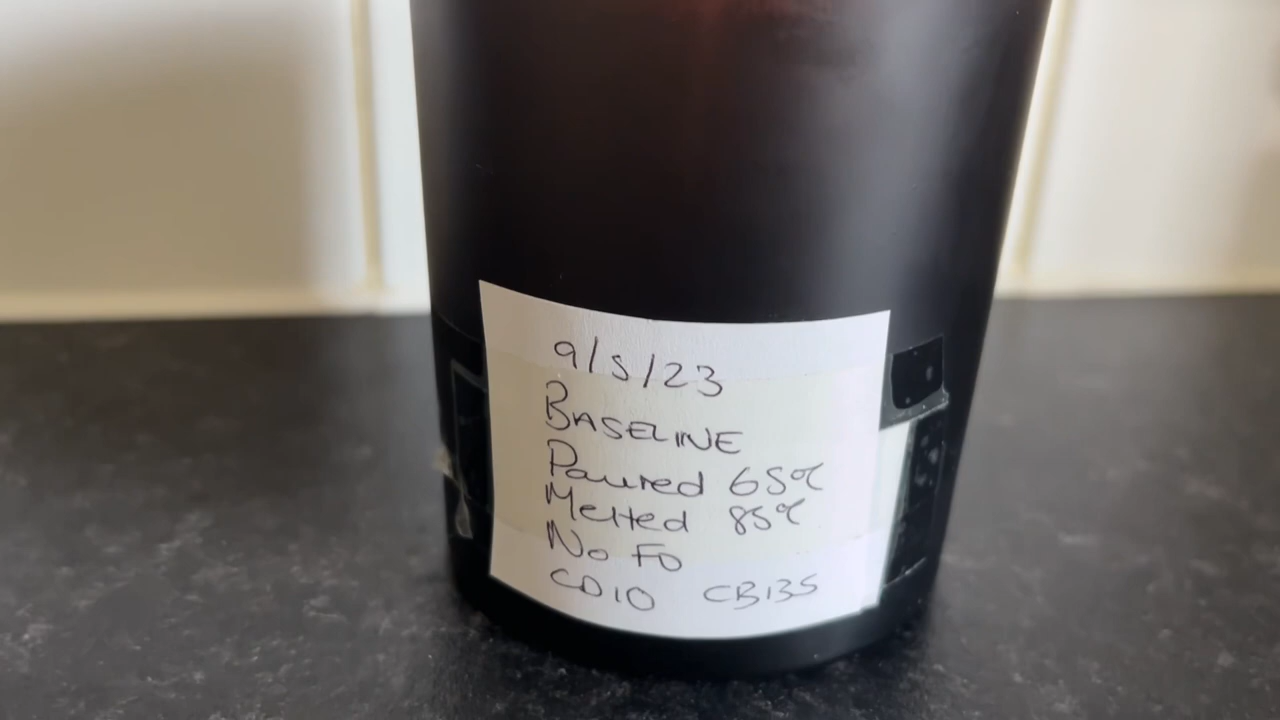 9/5/23
BASELINE
Poured 65°C
Melted 85°C
No FO
CD10 CB135